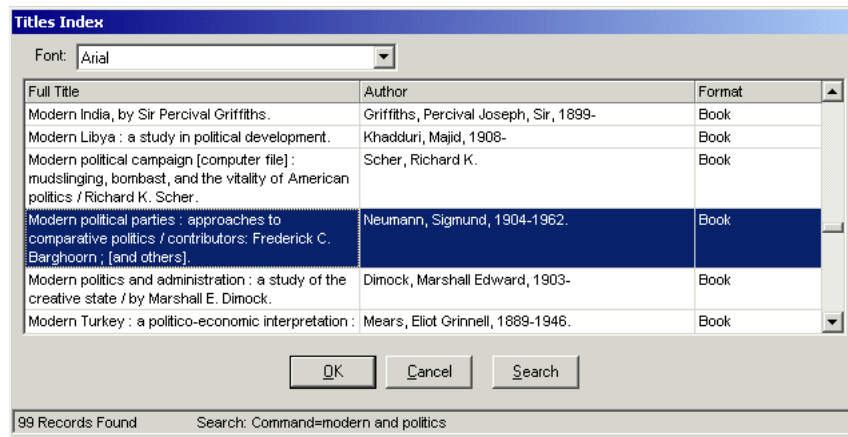 Titles Index
Font: Arial
Full Title Author Format
Modern India, by Sir Percival Griffiths. Griffiths, Percival Joseph, Sir, 1899- Book
Modern Libya : a study in political development. Khadduri, Majid, 1908- Book
Modern political campaign [computer file] : Scher, Richard K. Book
mudslinging, bombast, and the vitality of American
politics / Richard K. Scher.
Modern political parties : approaches to Neumann, Sigmund, 1904-1962. Book
comparative politics / contributors: Frederick C.
Barghoorn ; [and others].
Modern politics and administration : a study of the Dimock, Marshall Edward, 1903- Book
creative state / by Marshall E. Dimock.
Modern Turkey : a politico-economic interpretation : Mears, Eliot Grinnell, 1889-1946. Book
OK Cancel Search
99 Records Found Search: Command=modern and politics